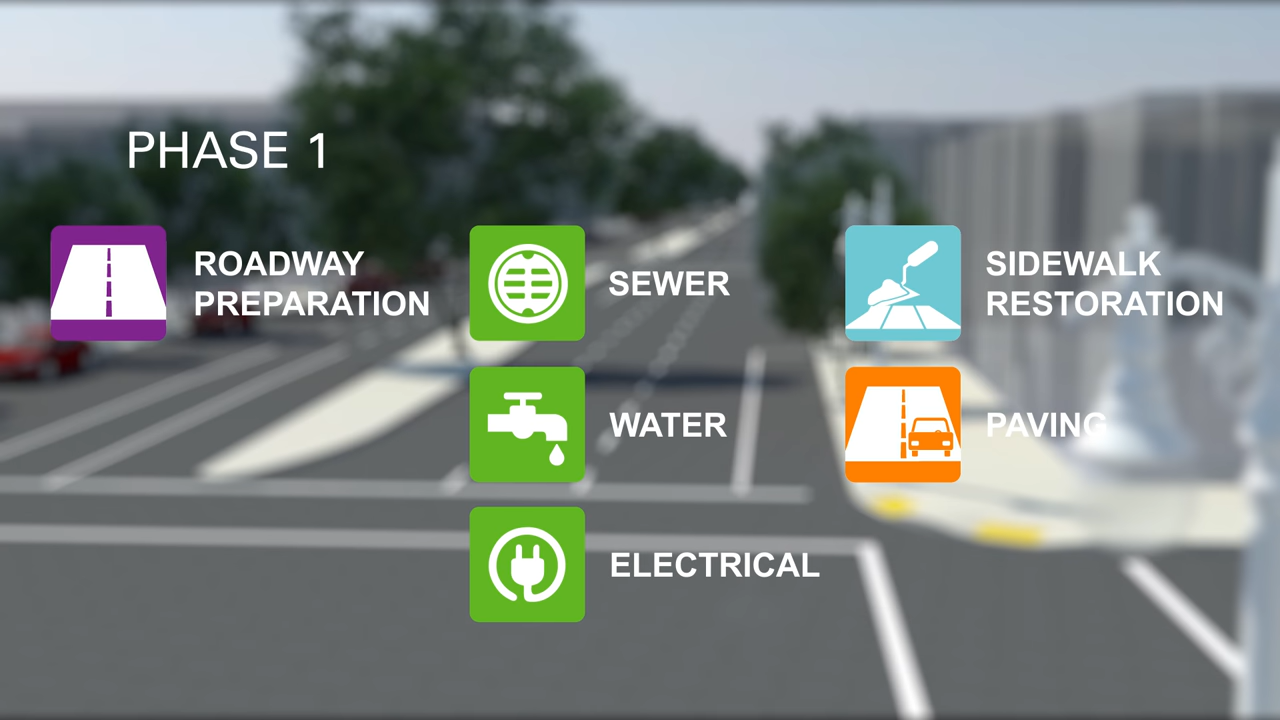 PHASE 1
ROADWAY
PREPARATION
SEWER
WATER
ELECTRICAL
SIDEWALK
RESTORATION
PAVING